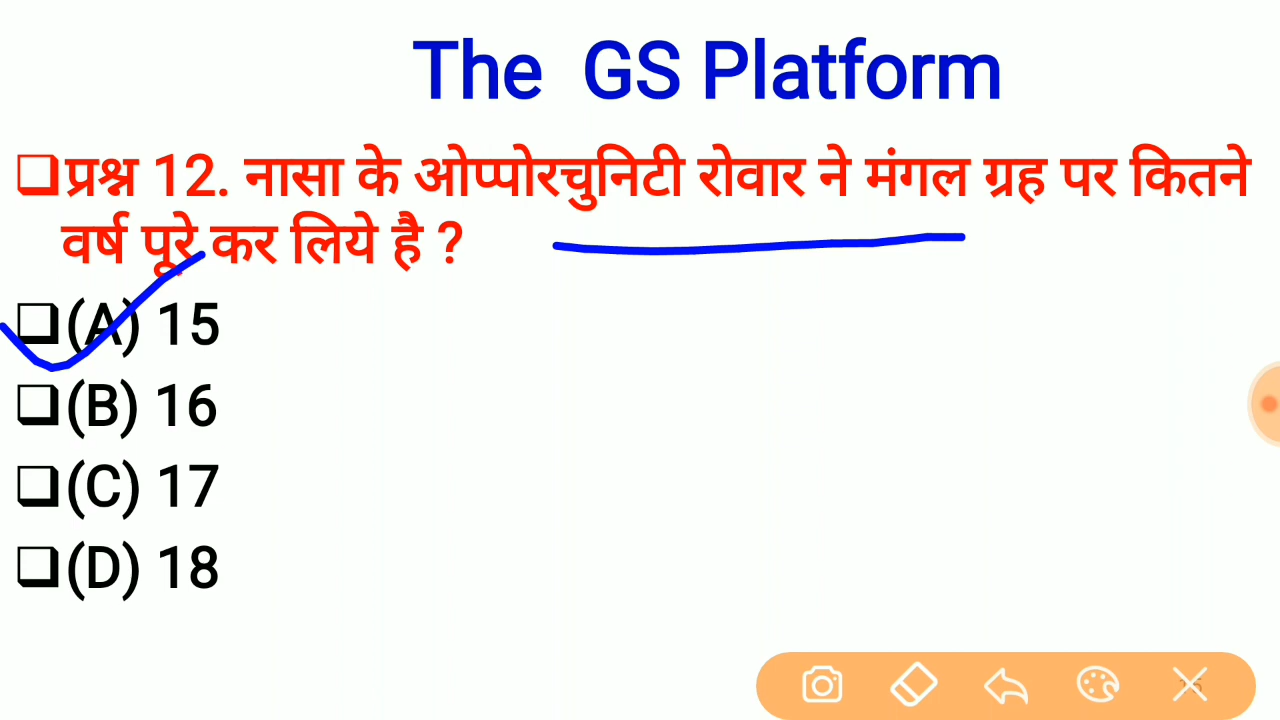 The GS Platform
❑प्रश्न 12. नासा के ओप्पोरचुनिटी रोवार ने मंगल ग्रह पर कितने
वर्ष पूरे कर लिये है ?
❑(A) 15
❑(B) 16
❑(C) 17
❑(D) 18